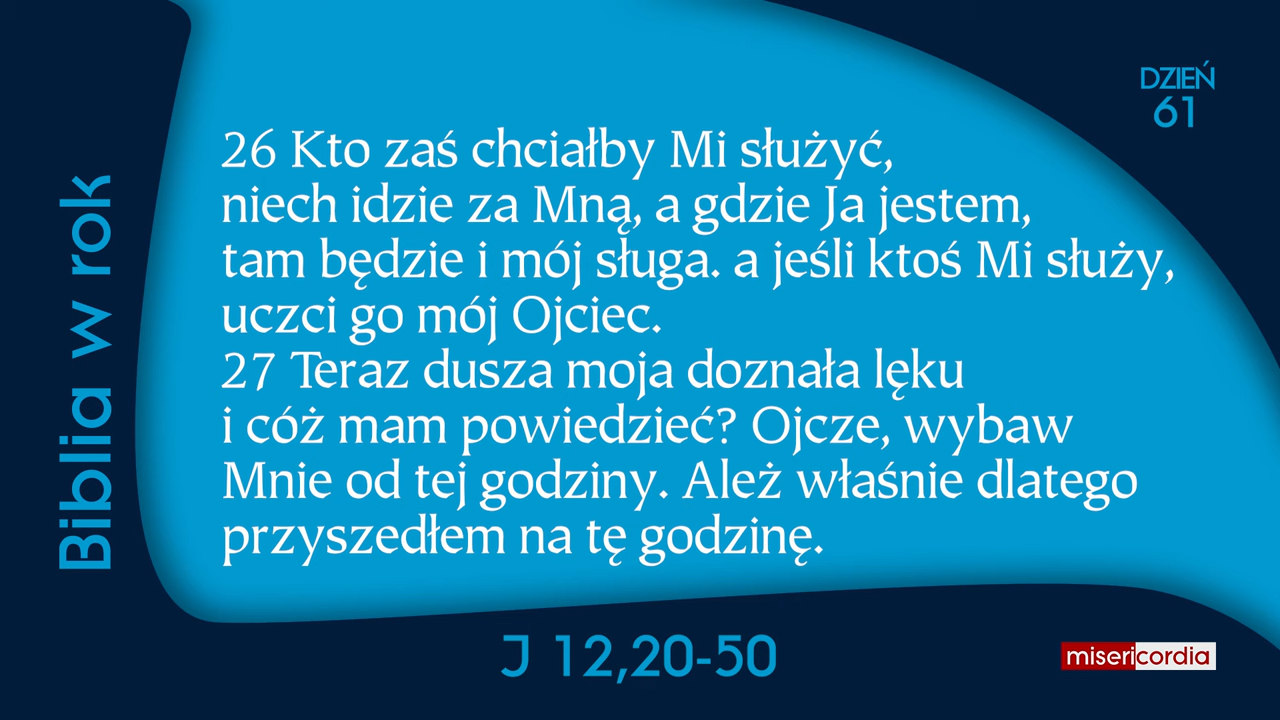 DZIEŃ
61
Biblia w rok
26 Kto zaś chciałby Mi służyć,
niech idzie za Mną, a gdzie Ja jestem,
tam będzie i mój sługa. a jeśli ktoś Mi służy,
uczci go mój Ojciec.
27 Teraz dusza moja doznała lęku
i cóż mam powiedzieć? Ojcze, wybaw
Mnie od tej godziny. Ależ właśnie dlatego
przyszedłem na tę godzinę.
J 12,20-50
misericordia